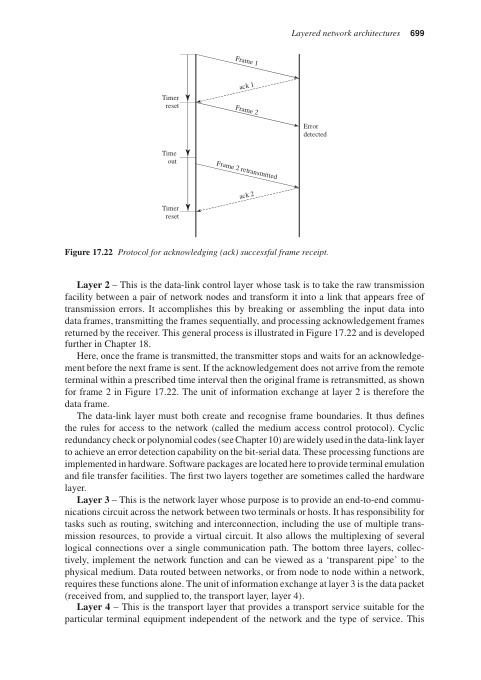 Layered network architectures 699
Frame 1
ack 1
Timer
reset
Frame 2
Error
detected
Time
out
Frame 2 retransmitted
ack 2
Timer
reset
Figure 17.22 Protocol for acknowledging (ack) successful frame receipt.
Layer 2 – This is the data-link control layer whose task is to take the raw transmission
facility between a pair of network nodes and transform it into a link that appears free of
transmission errors. It accomplishes this by breaking or assembling the input data into
data frames, transmitting the frames sequentially, and processing acknowledgement frames
returned by the receiver. This general process is illustrated in Figure 17.22 and is developed
further in Chapter 18.
Here, once the frame is transmitted, the transmitter stops and waits for an acknowledge-
ment before the next frame is sent. If the acknowledgement does not arrive from the remote
terminal within a prescribed time interval then the original frame is retransmitted, as shown
for frame 2 in Figure 17.22. The unit of information exchange at layer 2 is therefore the
data frame.
The data-link layer must both create and recognise frame boundaries. It thus defines
the rules for access to the network (called the medium access control protocol). Cyclic
redundancy check or polynomial codes (see Chapter 10) are widely used in the data-link layer
to achieve an error detection capability on the bit-serial data. These processing functions are
implemented in hardware. Software packages are located here to provide terminal emulation
and file transfer facilities. The first two layers together are sometimes called the hardware
layer.
Layer 3 – This is the network layer whose purpose is to provide an end-to-end commu-
nications circuit across the network between two terminals or hosts. It has responsibility for
tasks such as routing, switching and interconnection, including the use of multiple trans-
mission resources, to provide a virtual circuit. It also allows the multiplexing of several
logical connections over a single communication path. The bottom three layers, collec-
tively, implement the network function and can be viewed as a ‘transparent pipe’ to the
physical medium. Data routed between networks, or from node to node within a network,
requires these functions alone. The unit of information exchange at layer 3 is the data packet
(received from, and supplied to, the transport layer, layer 4).
Layer 4 – This is the transport layer that provides a transport service suitable for the
particular terminal equipment independent of the network and the type of service. This